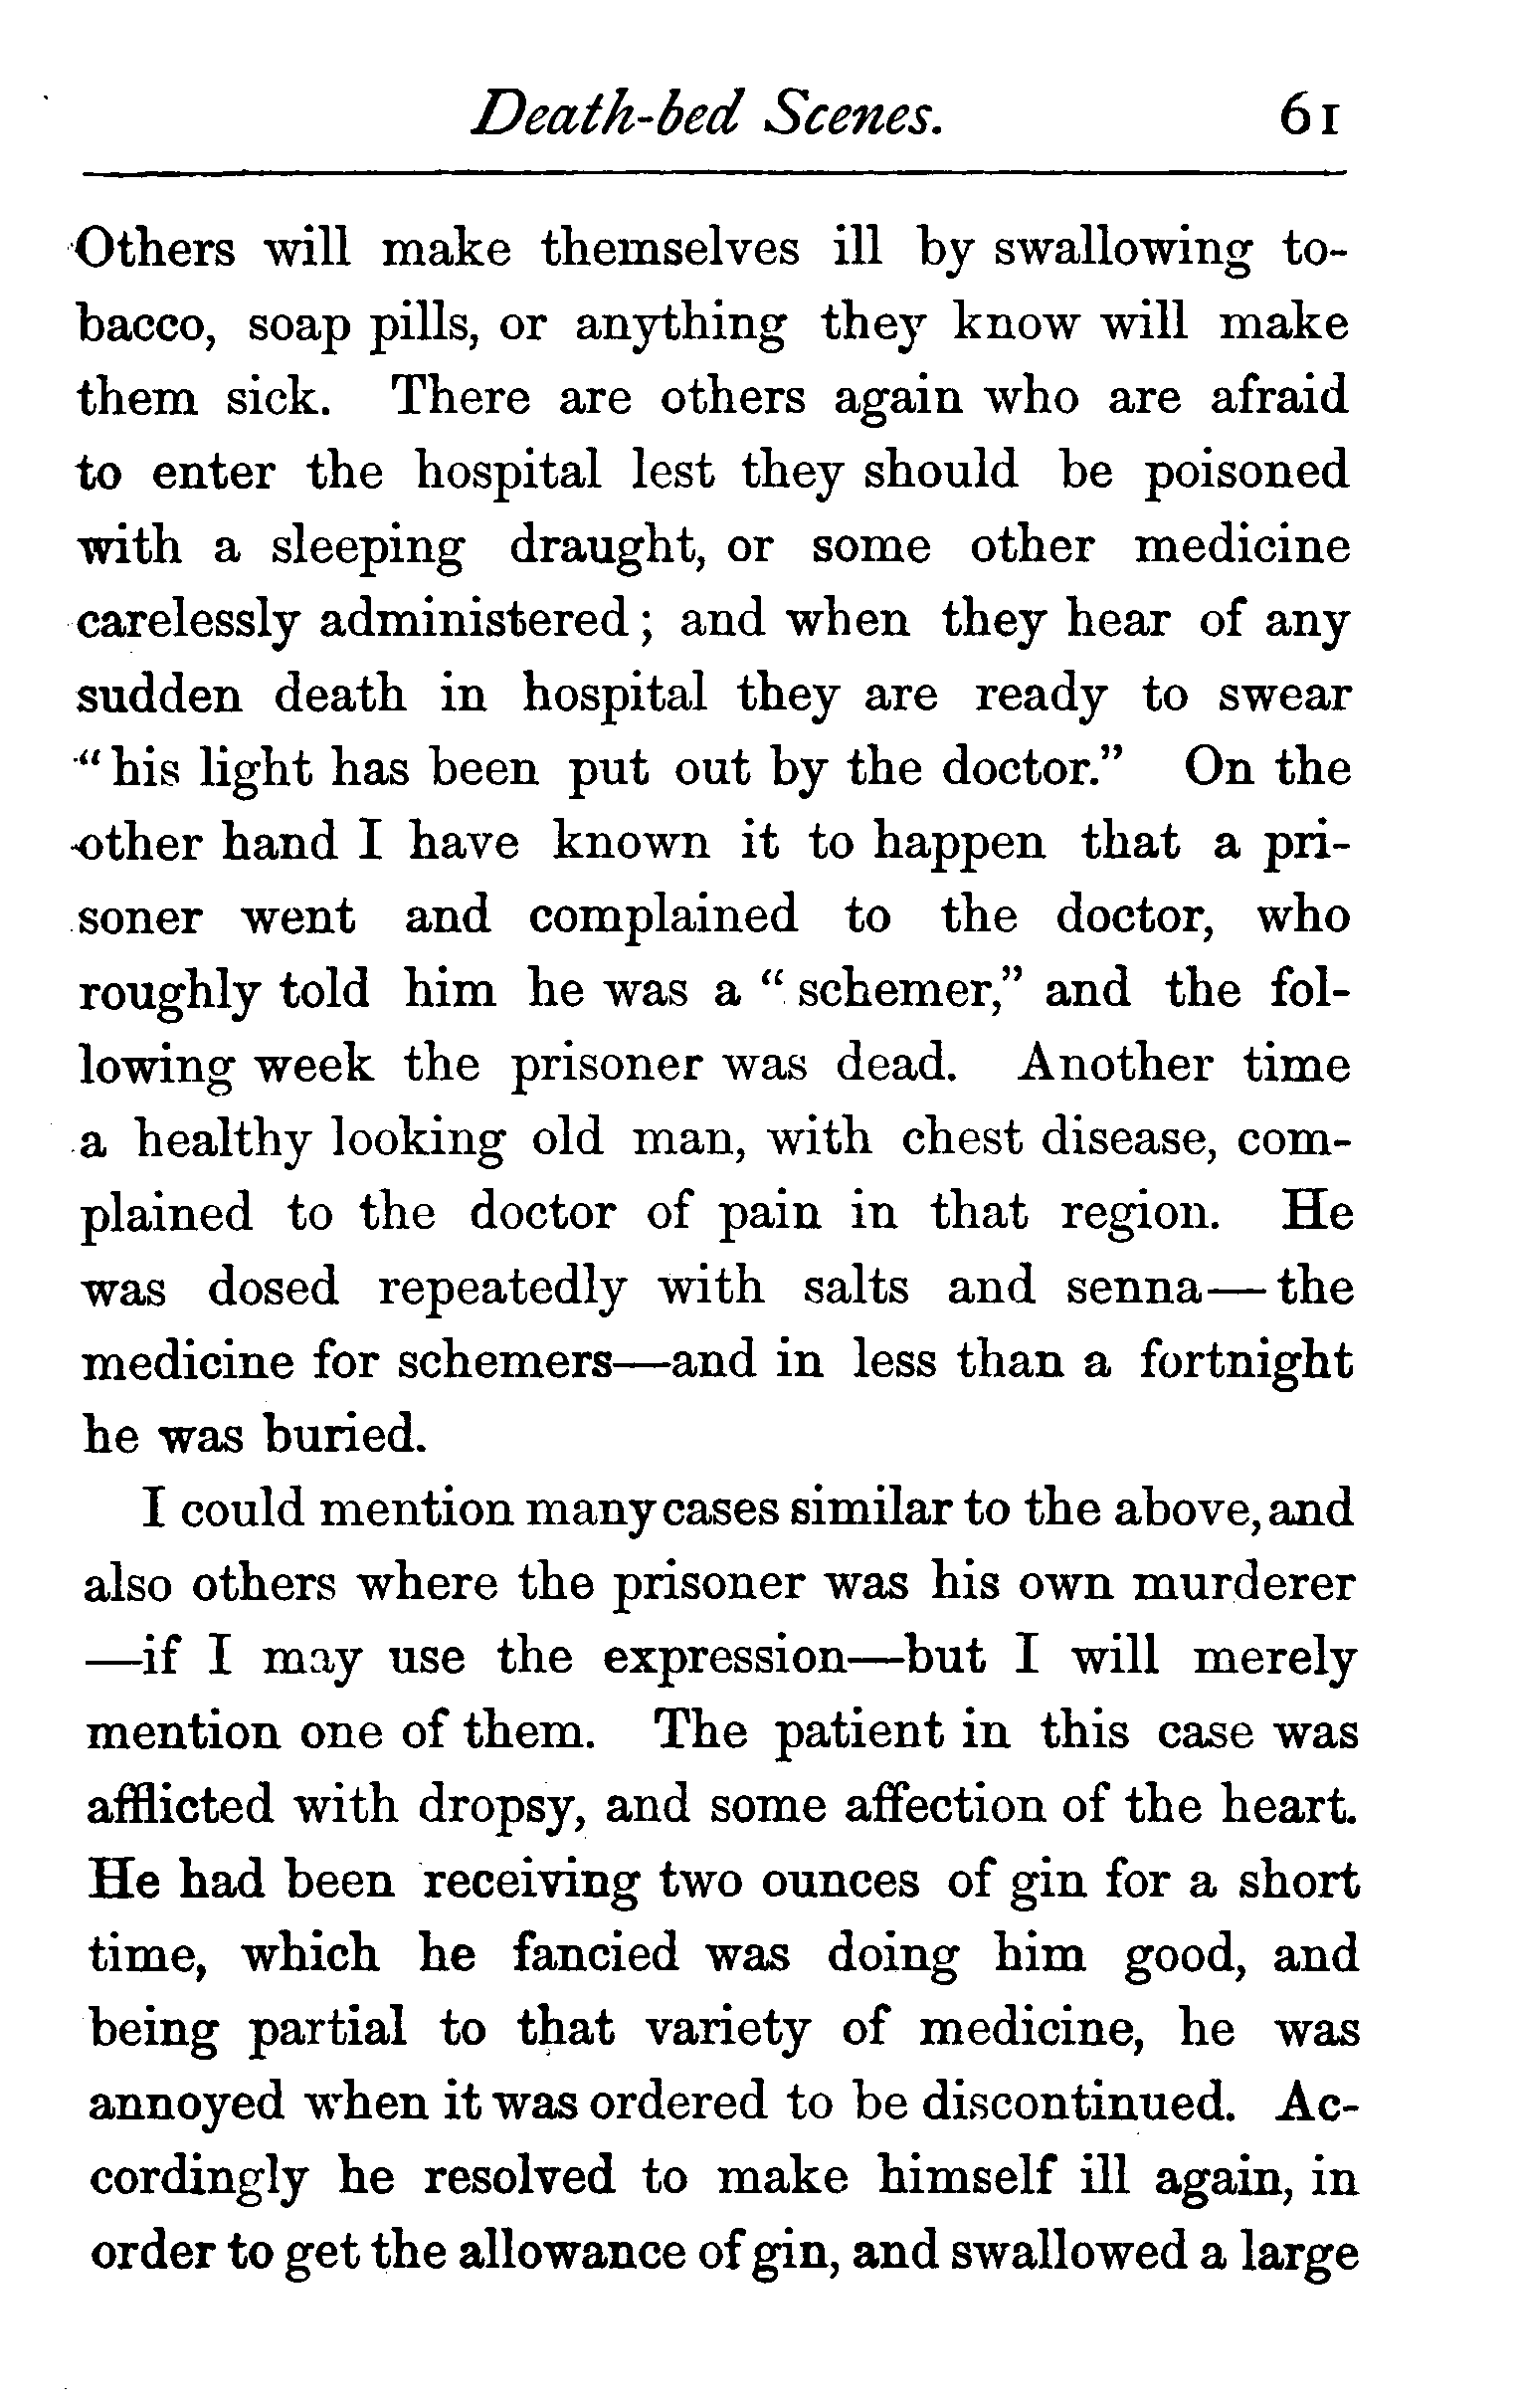 Death-bed Scenes. 61
Others will make themselves ill by swallowing to-
bacco, soap pills, or anything they know will make
them sick. There are others again who are afraid
to enter the hospital lest they should be poisoned
with a sleeping draught, or some other medicine
carelessly administered; and when they hear of any
sudden death in hospital they are ready to swear
“his light has been put out by the doctor.” On the
other hand I have known it to happen that a pri-
soner went and complained to the doctor, who
roughly told him he was a “schemer,” and the fol-
lowing week the prisoner was dead. Another time
a healthy looking old man, with chest disease, com-
plained to the doctor of pain in that region. He
was dosed repeatedly with salts and senna—the
medicine for schemers—and in less than a fortnight
he was buried.
I could mention many cases similar to the above, and
also others where the prisoner was his own murderer
—if I may use the expression—but I will merely
mention one of them. The patient in this case was
afflicted with dropsy, and some affection of the heart.
He had been receiving two ounces of gin for a short
time, which he fancied was doing him good, and
being partial to that variety of medicine, he was
annoyed when it was ordered to be discontinued. Ac-
cordingly he resolved to make himself ill again, in
order to get the allowance of gin, and swallowed a large